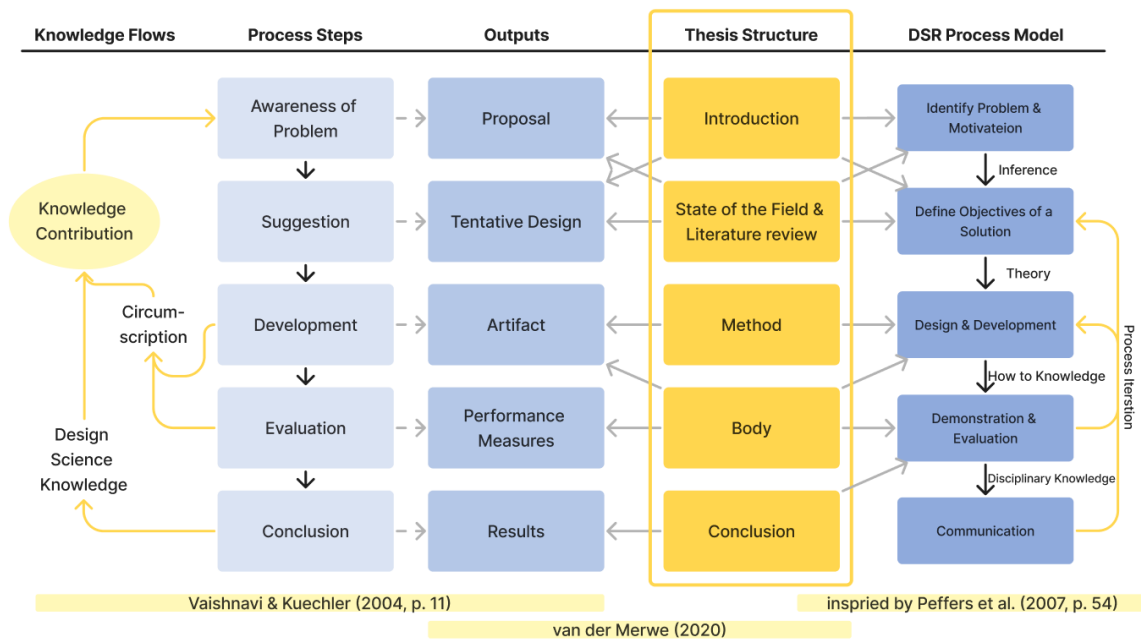 Knowledge Flows
Process Steps
Outputs
Thesis Structure
DSR Process Model
Awareness of
Problem
Proposal
Introduction
Identify Problem &
Motivateion
Inference
Knowledge
Contribution
Suggestion
Tentative Design
State of the Field &
Literature review
Define Objectives of a
Solution
Theory
Circum-
scription
Development
Artifact
Method
Design & Development
How to Knowledge
Process Iterstion
Design
Science
Knowledge
Evaluation
Performance
Measures
Body
Demonstration &
Evaluation
Disciplinary Knowledge
Conclusion
Results
Conclusion
Communication
Vaishnavi & Kuechler (2004, p. 11)
inspried by Peffers et al. (2007, p. 54)
van der Merwe (2020)